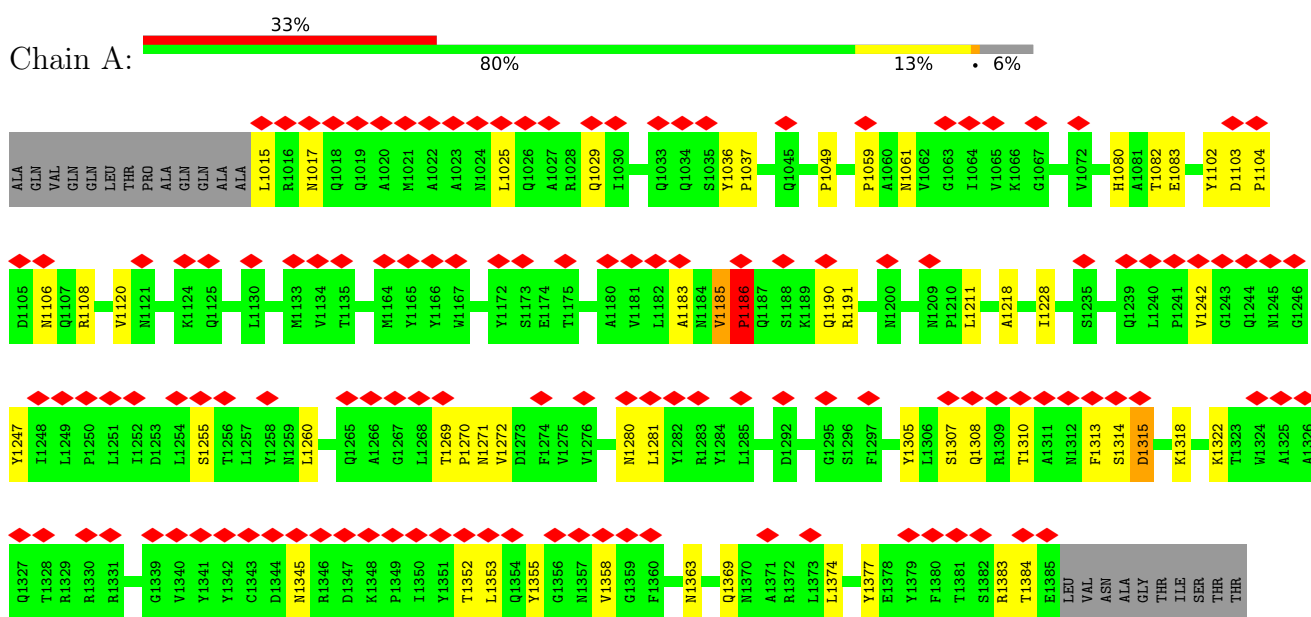 33%
Chain A:
80% 13% • 6%
ALA GLN VAL GLN GLN LEU THR PRO ALA GLN GLN ALA ALA L1015 R1016 N1017 Q1018 Q1019 A1020 M1021 A1022 A1023 N1024 L1025 Q1026 A1027 R1028 Q1029 I1030 Q1033 Q1034 S1035 Y1036 P1037 Q1045 P1049 P1059 A1060 N1061 V1062 G1063 I1064 V1065 K1066 G1067 V1072 H1080 A1081 T1082 E1083 Y1102 D1103 P1104
D1105 N1106 Q1107 R1108 V1120 N1121 K1124 Q1125 L1130 M1133 V1134 T1135 M1164 Y1165 Y1166 W1167 Y1172 S1173 E1174 T1175 A1180 V1181 L1182 A1183 N1184 V1185 P1186 Q1187 S1188 K1189 Q1190 R1191 N1200 N1209 P1210 L1211 A1218 I1228 S1235 Q1239 L1240 P1241 V1242 G1243 Q1244 N1245 G1246
Y1247 I1248 L1249 P1250 L1251 I1252 D1253 L1254 S1255 T1256 L1257 Y1258 N1259 L1260 Q1265 A1266 G1267 L1268 T1269 P1270 N1271 V1272 D1273 F1274 V1275 V1276 N1280 L1281 Y1282 R1283 Y1284 L1285 D1292 G1295 S1296 F1297 Y1305 L1306 S1307 Q1308 R1309 T1310 A1311 N1312 F1313 S1314 D1315 K1318 K1322 T1323 W1324 A1325 A1326
Q1327 T1328 R1329 R1330 R1331 G1339 V1340 Y1341 Y1342 C1343 D1344 N1345 R1346 D1347 K1348 P1349 I1350 Y1351 T1352 L1353 Q1354 Y1355 G1356 N1357 V1358 G1359 F1360 N1363 Q1369 N1370 A1371 R1372 L1373 L1374 Y1377 E1378 Y1379 F1380 T1381 S1382 R1383 T1384 E1385 LEU VAL ASN ALA GLY THR ILE SER THR THR